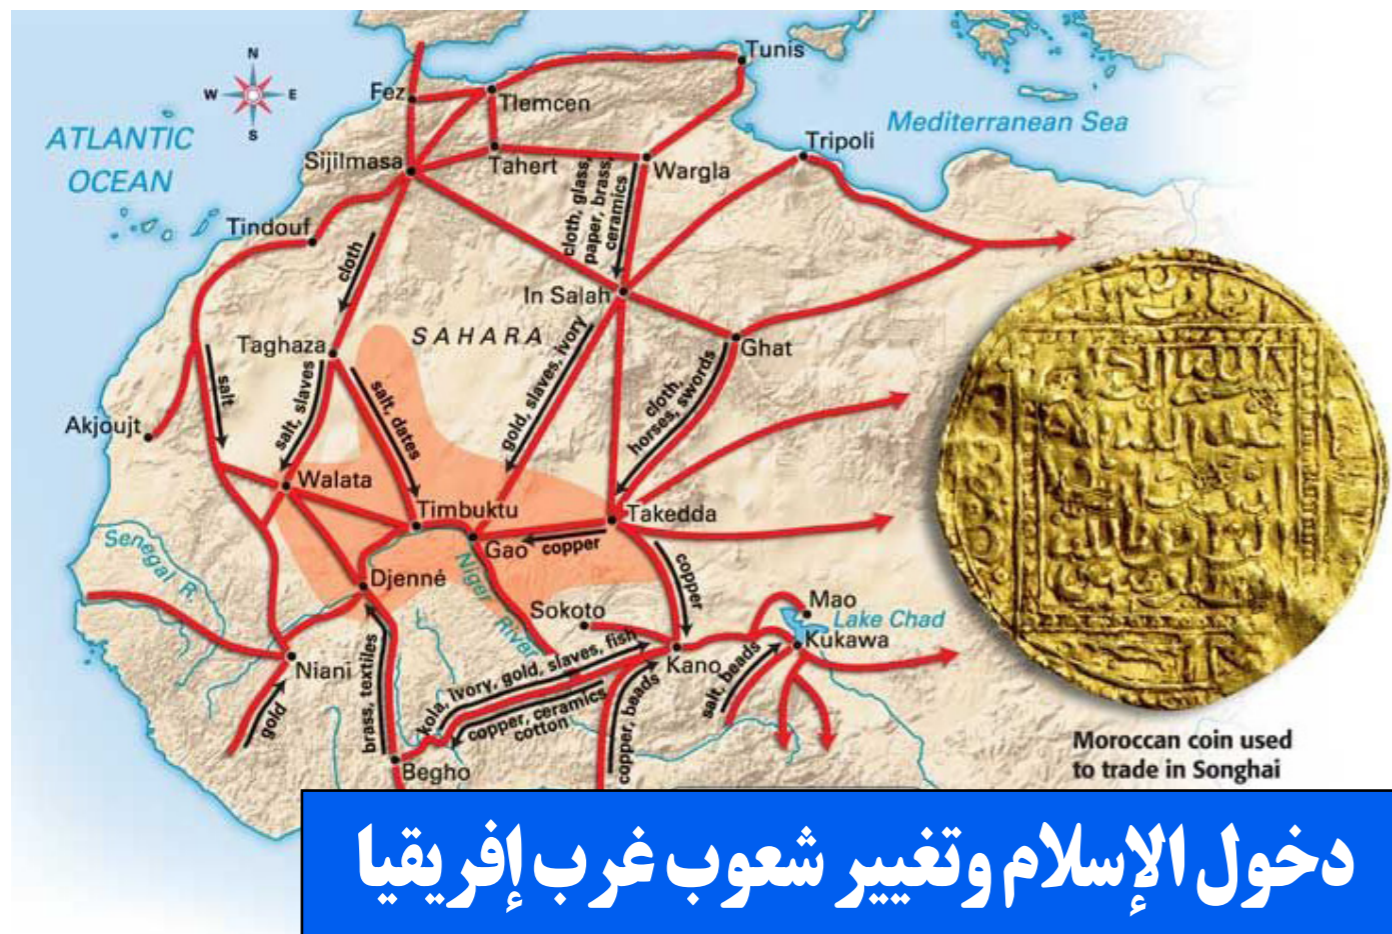 N
W
E
S
ATLANTIC
OCEAN
Mediterranean Sea
Tunis
Fez
Tlemcen
Tripoli
Sijilmasa
Tahert
Wargla
Tindouf
cloth, glass,
paper, brass,
ceramics
cloth
In Salah
SAHARA
Taghaza
Ghat
gold, slaves, ivory
cloth,
horses, swords
salt
salt, slaves
salt, dates
Akjoujt
Walata
Timbuktu
Takedda
Gao
copper
Senegal R.
Djenné
Niger
River
copper
Sokoto
Mao
Lake Chad
Kukawa
Niani
Kano
gold
brass, textiles
kola, ivory, gold, slaves, fish
copper, ceramics
cotton
copper, beads
salt, beads
Begho
Moroccan coin used
to trade in Songhai
دخول الإسلام وتغيير شعوب غرب إفريقيا